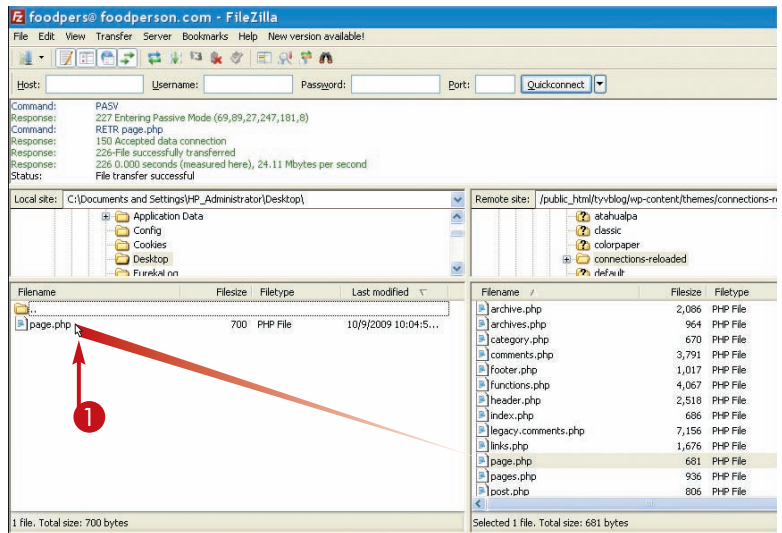 foodpers@foodperson.com - FileZilla
File Edit View Transfer Server Bookmarks Help New version available!
Host: Username: Password: Port: Quickconnect
Command: PASV
Response: 227 Entering Passive Mode (69,89,27,247,181,8)
Command: RETR page.php
Response: 150 Accepted data connection
Response: 226-File successfully transferred
Response: 226 0.000 seconds (measured here), 24.11 Mbytes per second
Status: File transfer successful
Local site: C:\Documents and Settings\HP_Administrator\Desktop\
Application Data
Config
Cookies
Desktop
EurekaLog
Remote site: /public_html/tyvblog/wp-content/themes/connections-r
atahualpa
classic
colorpaper
connections-reloaded
default
Filename Filesize Filetype Last modified
..
page.php 700 PHP File 10/9/2009 10:04:5...
1
1 file. Total size: 700 bytes
Filename Filesize Filetype
archive.php 2,086 PHP File
archives.php 964 PHP File
category.php 670 PHP File
comments.php 3,791 PHP File
footer.php 1,017 PHP File
functions.php 4,067 PHP File
header.php 2,518 PHP File
index.php 686 PHP File
legacy.comments.php 7,156 PHP File
links.php 1,676 PHP File
page.php 681 PHP File
pages.php 936 PHP File
post.php 806 PHP File
Selected 1 file. Total size: 681 bytes